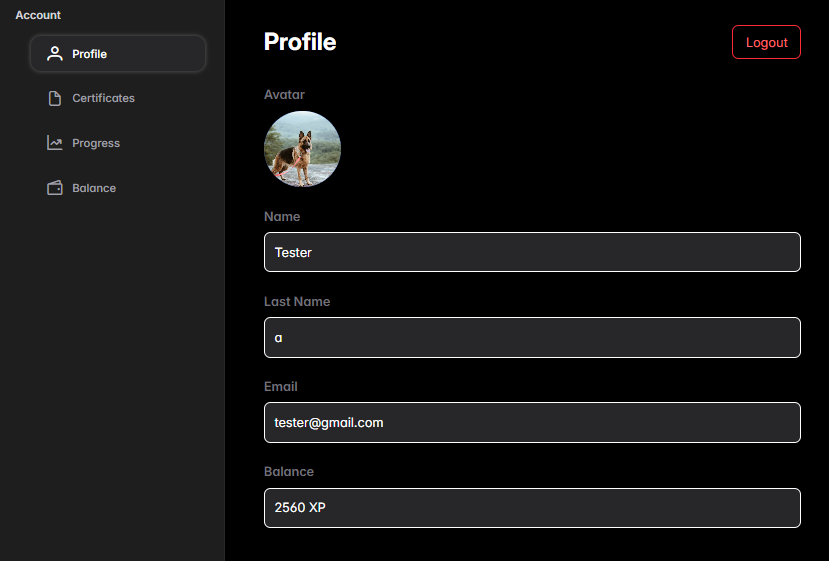 Account
Profile
Certificates
Progress
Balance
Profile
Logout
Avatar
Name
Tester
Last Name
a
Email
tester@gmail.com
Balance
2560 XP